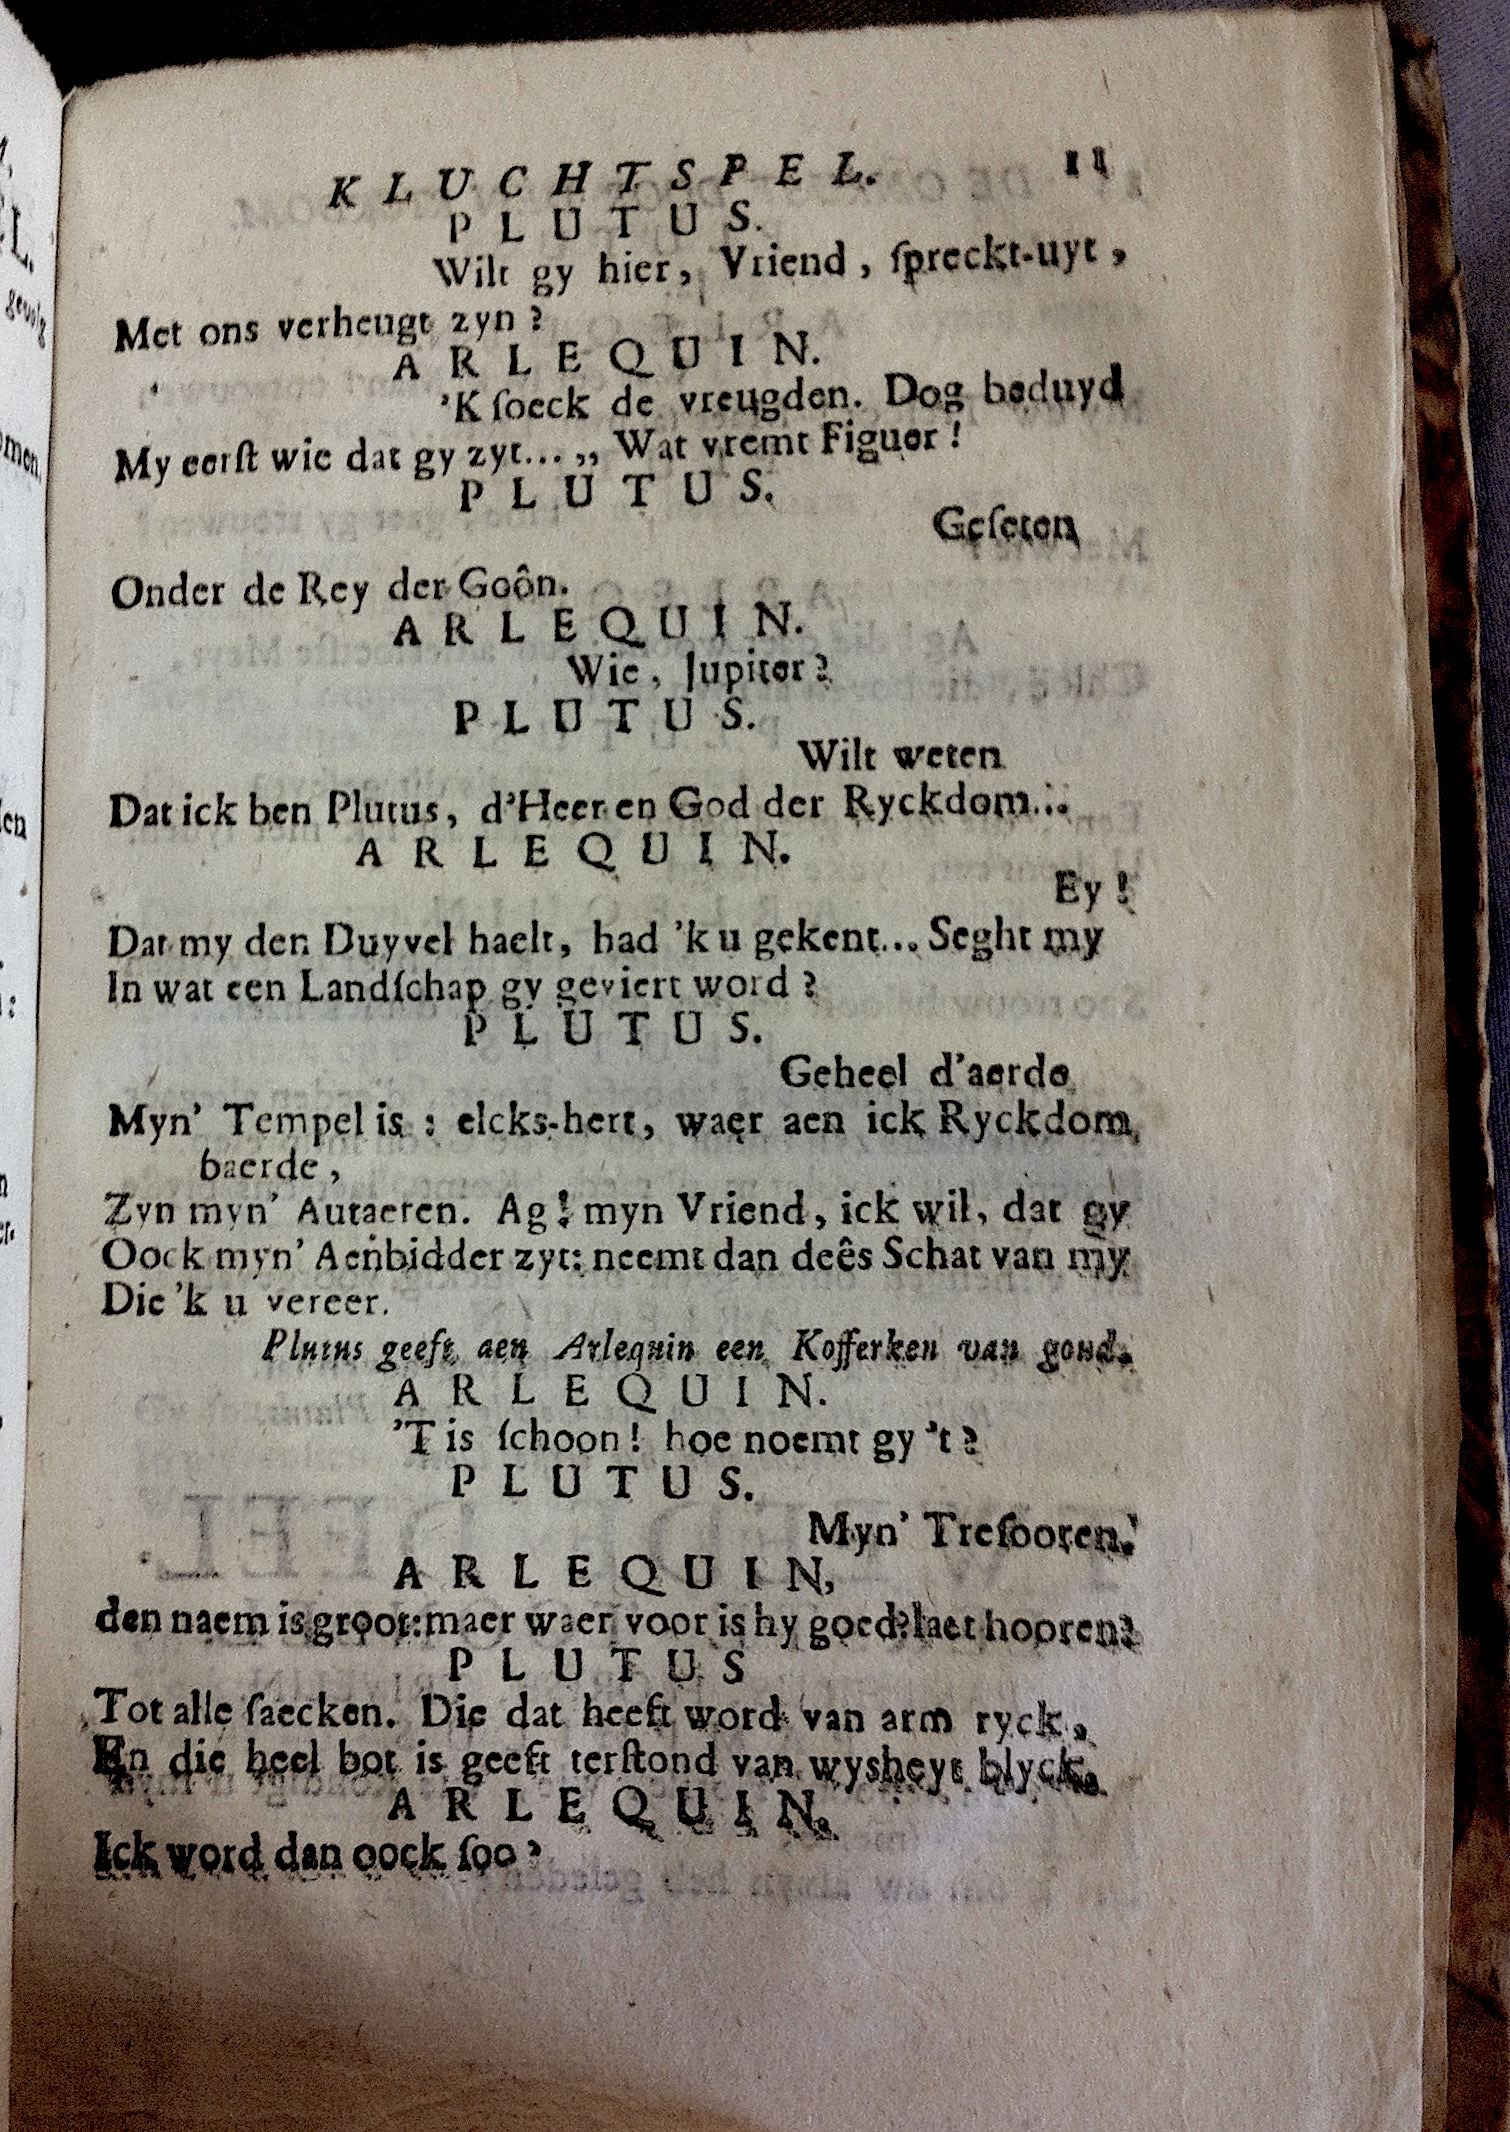 KLUCHTSPEL. 11
PLUTUS.
Wilt gy hier, Vriend, ſpreckt-uyt,
Met ons verheugt zyn?
ARLEQUIN.
'K ſoeck de vreugden. Dog beduyd
My eerſt wie dat gy zyt... ,, Wat vremt Figuer!
PLUTUS.
Geſeten
Onder de Rey der Goôn.
ARLEQUIN.
Wie, Jupiter?
PLUTUS.
Wilt weten
Dat ick ben Plutus, d'Heer en God der Ryckdom...
ARLEQUIN.
Ey!
Dat my den Duyvel haelt, had 'k u gekent... Seght my
In wat een Landſchap gy geviert word?
PLUTUS.
Geheel d'aerde
Myn' Tempel is: elcks-hert, waer aen ick Ryckdom
baerde,
Zyn myn' Autaeren. Ag! myn Vriend, ick wil, dat gy
Oock myn' Aenbidder zyt: neemt dan deês Schat van my
Die 'k u vereer.
Plutus geeft aen Arlequin een Kofferken van goud.
ARLEQUIN.
'T is ſchoon! hoe noemt gy 't?
PLUTUS.
Myn' Treſooren.
ARLEQUIN,
den naem is groot: maer waer voor is hy goed? laet hooren?
PLUTUS
Tot alle ſaecken. Die dat heeft word van arm ryck,
En die heel bot is geeft terſtond van wysheyt blyck.
ARLEQUIN.
Ick word dan oock ſoo?